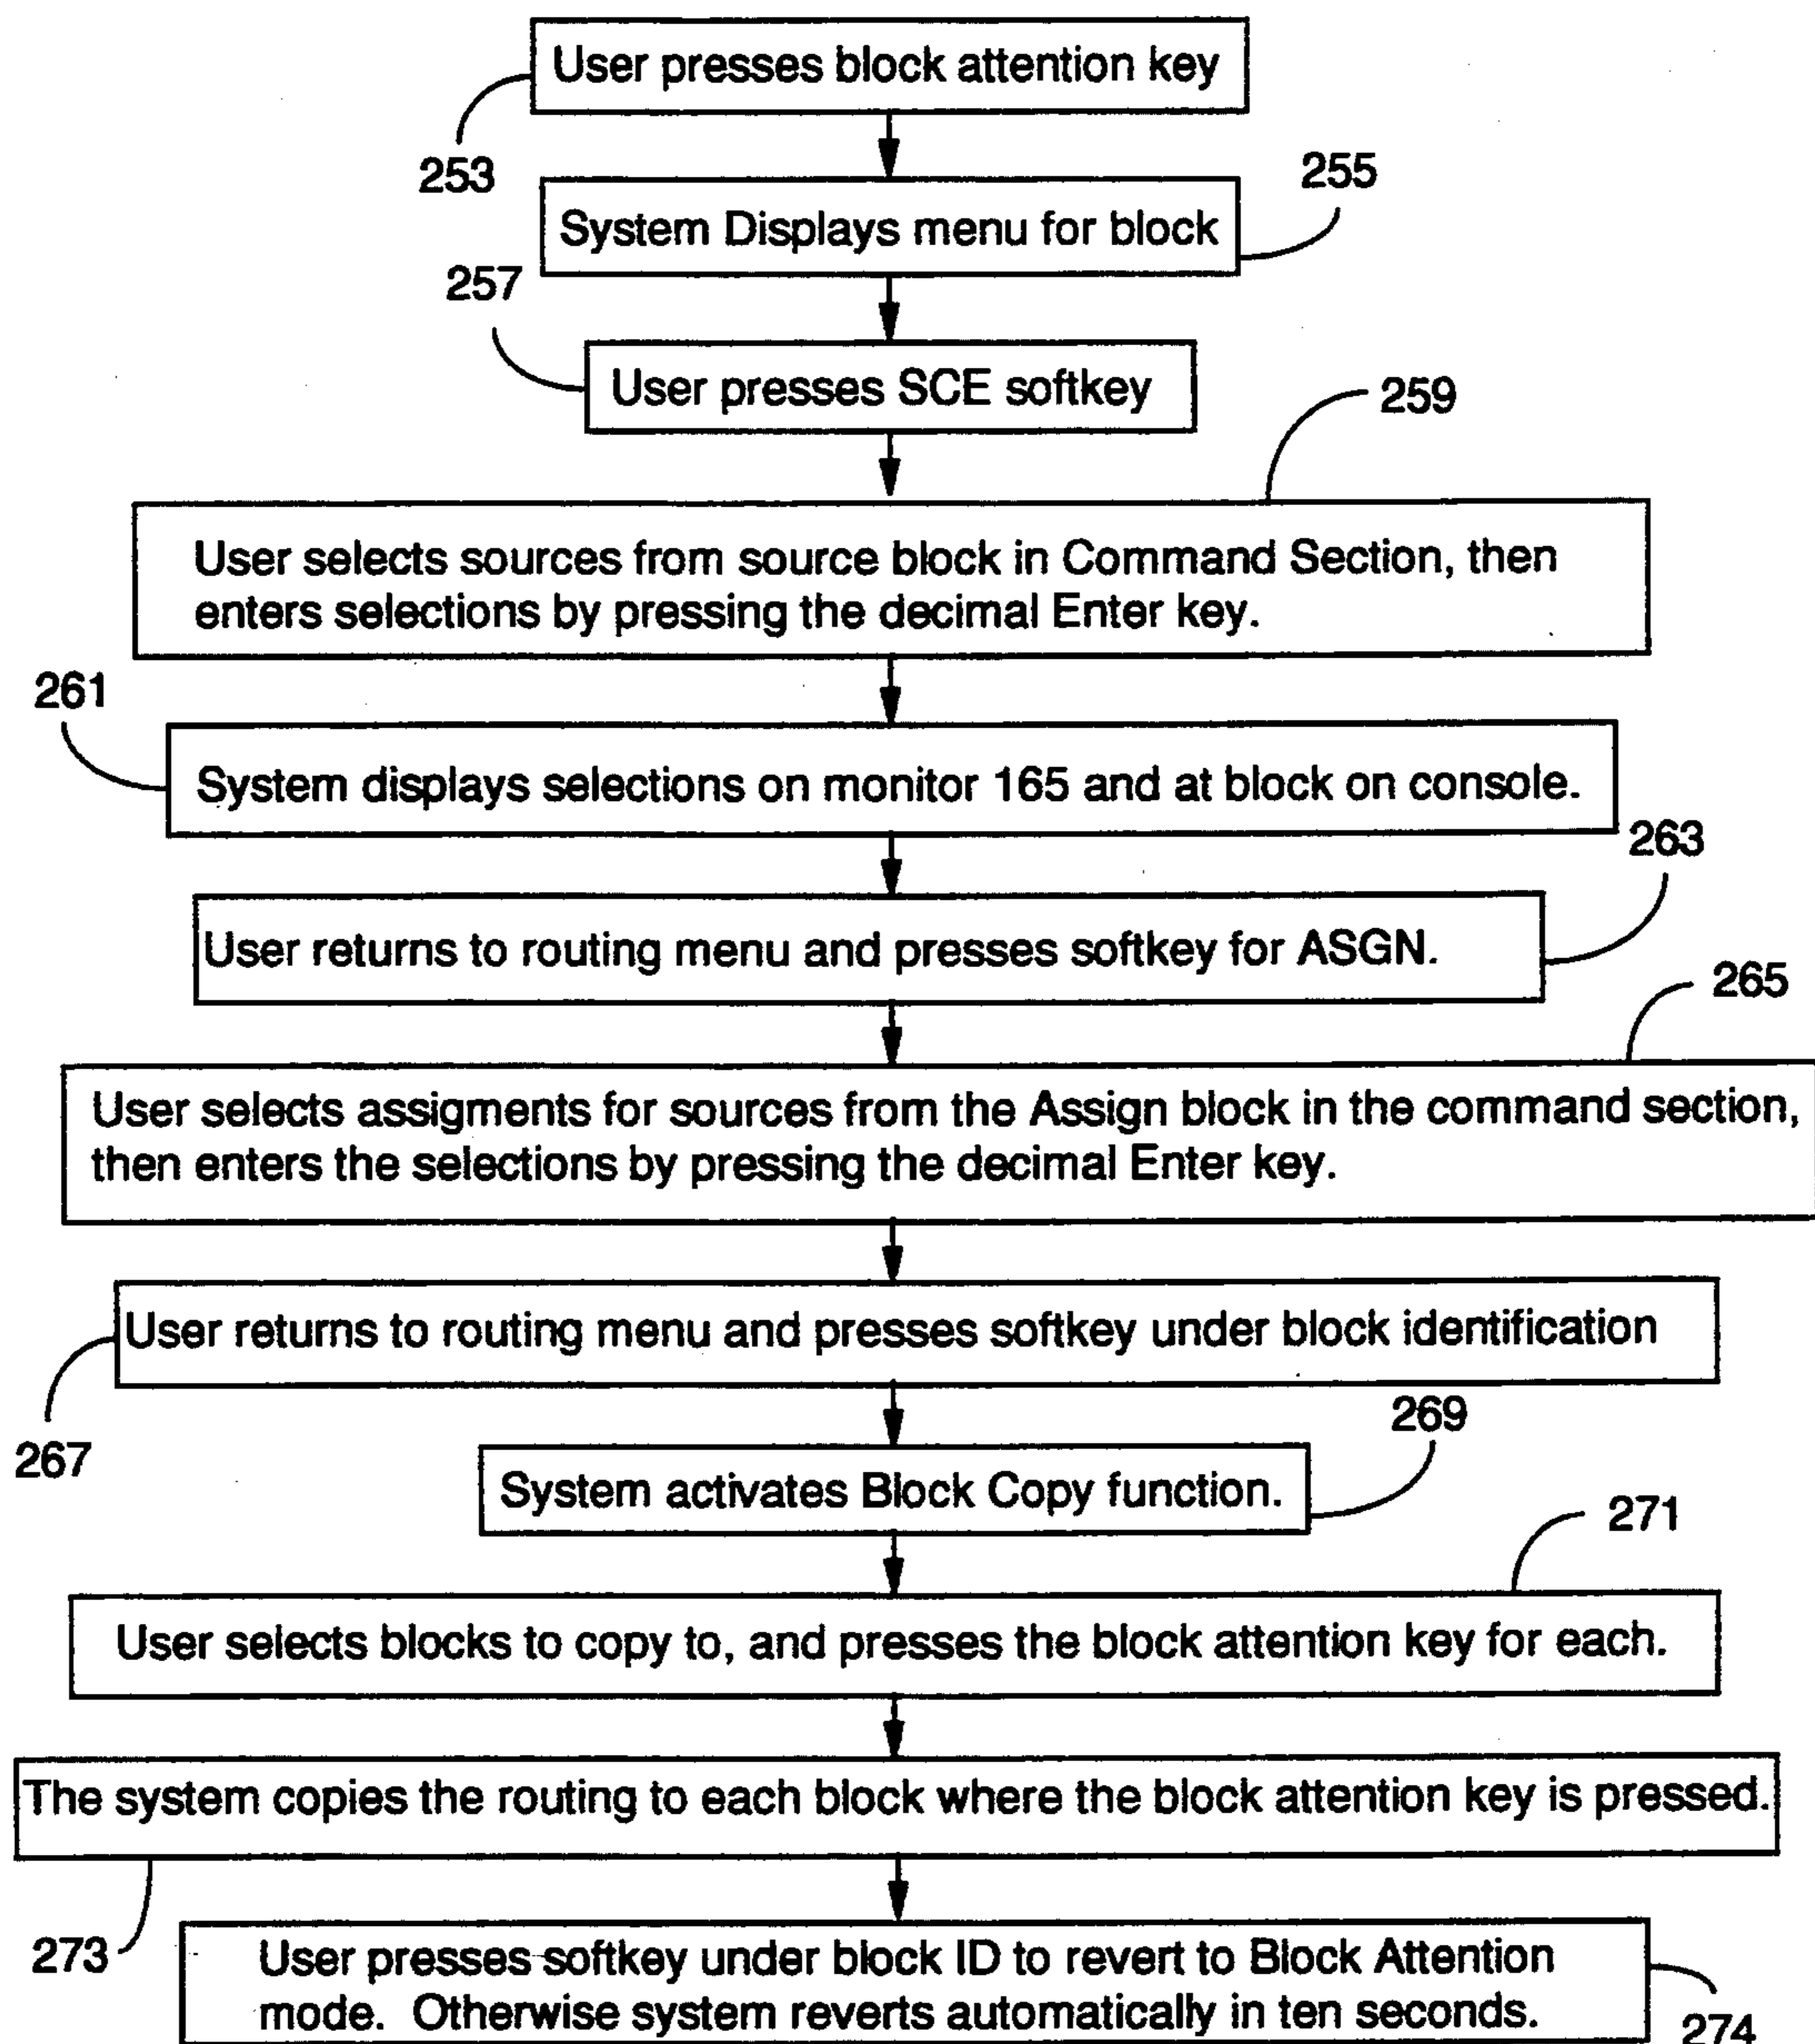 User presses block attention key
253
255
System Displays menu for block
257
User presses SCE softkey
259
User selects sources from source block in Command Section, then
enters selections by pressing the decimal Enter key.
261
System displays selections on monitor 165 and at block on console.
263
User returns to routing menu and presses softkey for ASGN.
265
User selects assigments for sources from the Assign block in the command section,
then enters the selections by pressing the decimal Enter key.
User returns to routing menu and presses softkey under block identification
267
269
System activates Block Copy function.
271
User selects blocks to copy to, and presses the block attention key for each.
The system copies the routing to each block where the block attention key is pressed.
273
User presses softkey under block ID to revert to Block Attention
mode. Otherwise system reverts automatically in ten seconds.
274